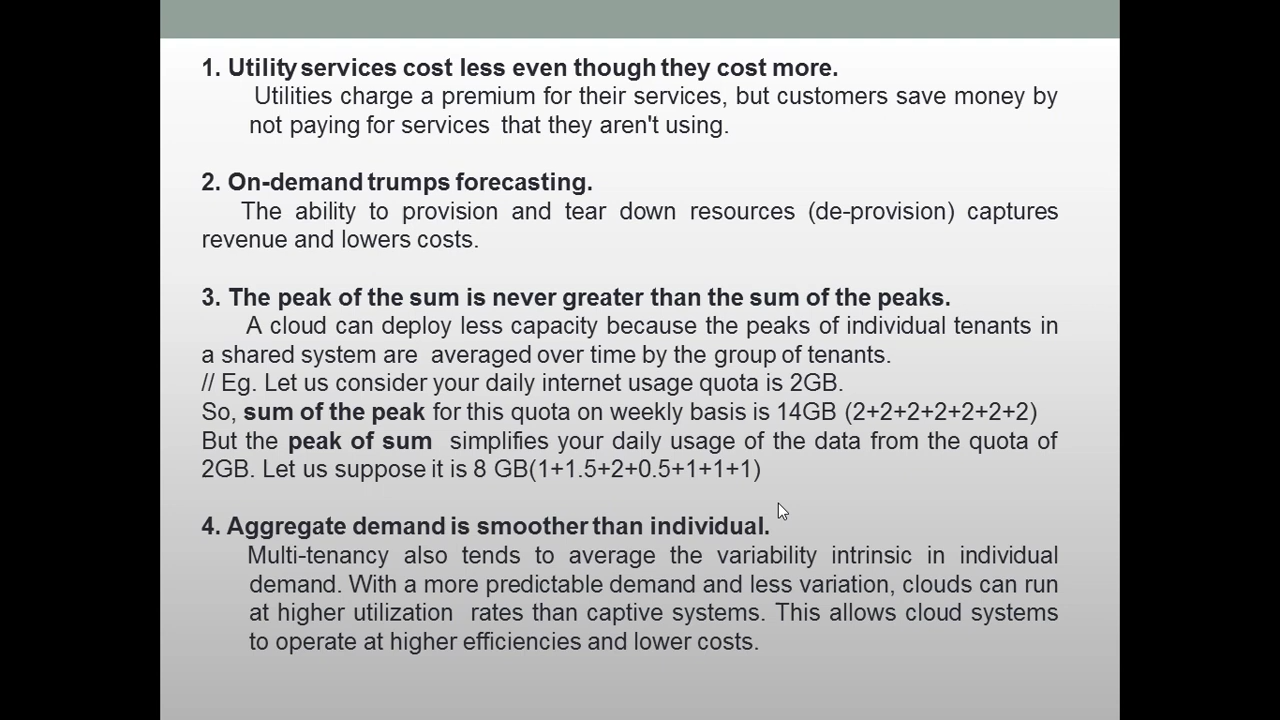 1. Utility services cost less even though they cost more.
Utilities charge a premium for their services, but customers save money by
not paying for services that they aren't using.
2. On-demand trumps forecasting.
The ability to provision and tear down resources (de-provision) captures
revenue and lowers costs.
3. The peak of the sum is never greater than the sum of the peaks.
A cloud can deploy less capacity because the peaks of individual tenants in
a shared system are averaged over time by the group of tenants.
// Eg. Let us consider your daily internet usage quota is 2GB.
So, sum of the peak for this quota on weekly basis is 14GB (2+2+2+2+2+2+2)
But the peak of sum simplifies your daily usage of the data from the quota of
2GB. Let us suppose it is 8 GB(1+1.5+2+0.5+1+1+1)
4. Aggregate demand is smoother than individual.
Multi-tenancy also tends to average the variability intrinsic in individual
demand. With a more predictable demand and less variation, clouds can run
at higher utilization rates than captive systems. This allows cloud systems
to operate at higher efficiencies and lower costs.